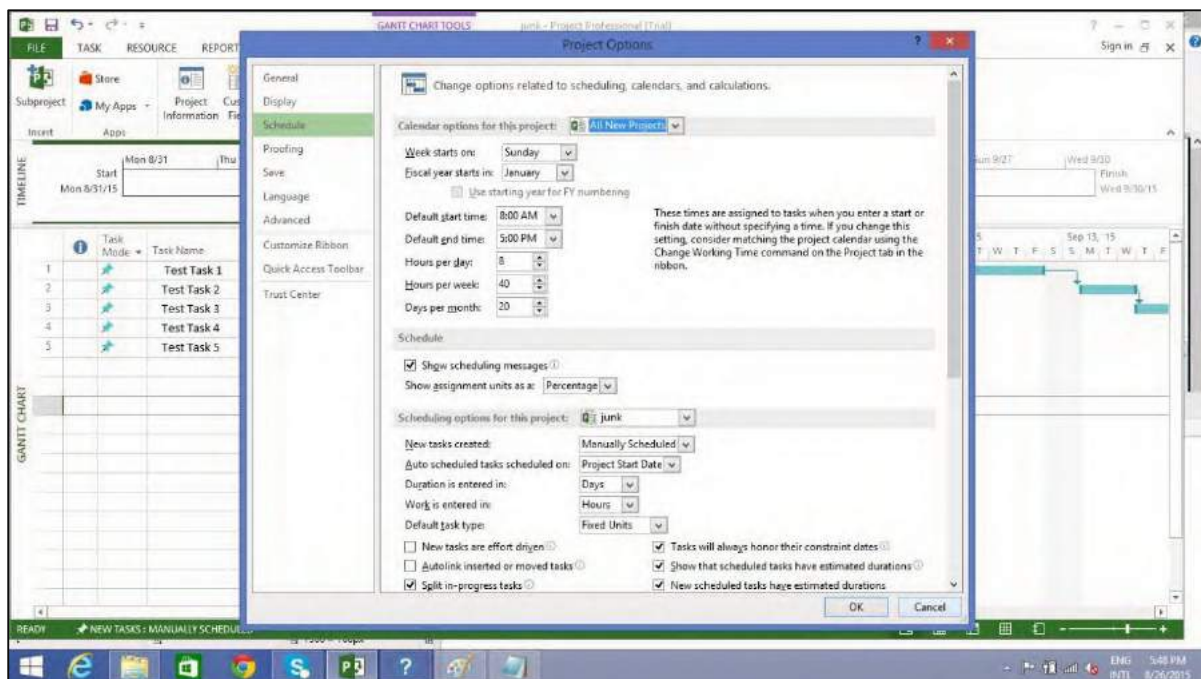 GANTT CHART TOOLS
junk - Project Professional (Trial)
FILE TASK RESOURCE REPORT
Sign in
Project Options
Subproject
Insert
Store
My Apps
Apps
Project
Information
Mon 8/31
Thu
Start
Mon 8/31/15
TIMELINE
Wed 9/30
Finish
Wed 9/30/15
Task
Mode
Task Name
1 Test Task 1
2 Test Task 2
3 Test Task 3
4 Test Task 4
5 Test Task 5
GANTT CHART
Sep 13, 15
T W T F S S M T W T F
General
Display
Schedule
Proofing
Save
Language
Advanced
Customize Ribbon
Quick Access Toolbar
Trust Center
Change options related to scheduling, calendars, and calculations.
Calendar options for this project: All New Projects
Week starts on: Sunday
Fiscal year starts in: January
Use starting year for FY numbering
Default start time: 8:00 AM
Default end time: 5:00 PM
Hours per day: 8
Hours per week: 40
Days per month: 20
These times are assigned to tasks when you enter a start or
finish date without specifying a time. If you change this
setting, consider matching the project calendar using the
Change Working Time command on the Project tab in the
ribbon.
Schedule
Show scheduling messages
Show assignment units as a: Percentage
Scheduling options for this project: junk
New tasks created: Manually Scheduled
Auto scheduled tasks scheduled on: Project Start Date
Duration is entered in: Days
Work is entered in: Hours
Default task type: Fixed Units
New tasks are effort driven
Tasks will always honor their constraint dates
Autolink inserted or moved tasks
Show that scheduled tasks have estimated durations
Split in-progress tasks
New scheduled tasks have estimated durations
OK Cancel
READY NEW TASKS : MANUALLY SCHEDUL
ENG 5:48 PM
INTL 8/26/2015